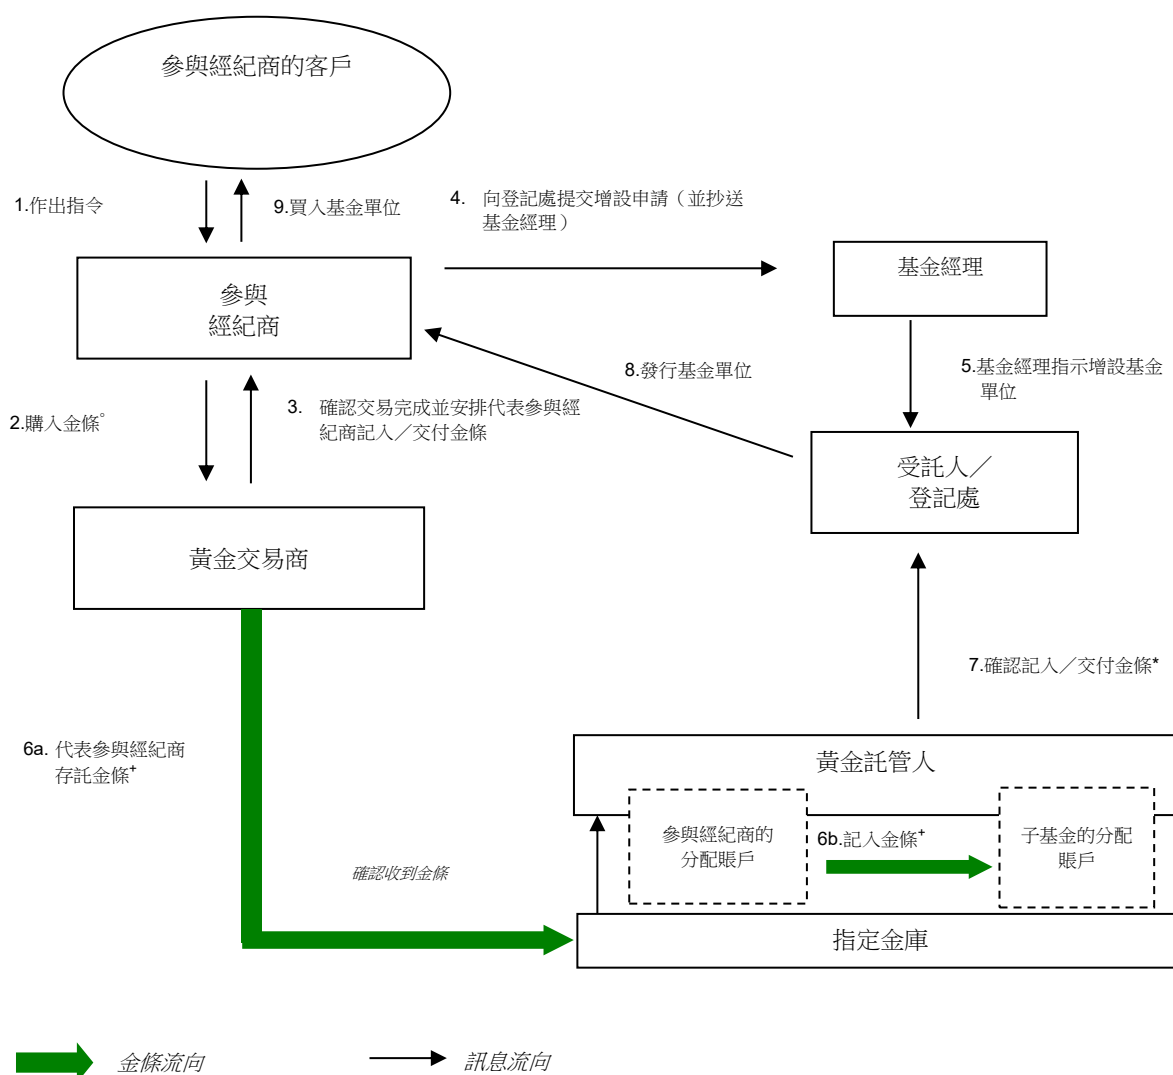 參與經紀商的客戶
1.作出指令
9.買入基金單位
4. 向登記處提交增設申請（並抄送
基金經理）
基金經理
參與
經紀商
8.發行基金單位
5.基金經理指示增設基金
單位
2.購入金條°
3. 確認交易完成並安排代表參與經
紀商記入／交付金條
受託人／
登記處
黃金交易商
7.確認記入／交付金條*
6a. 代表參與經紀商
存託金條+
黃金託管人
參與經紀商的
分配賬戶
6b.記入金條+
子基金的分配
賬戶
確認收到金條
指定金庫
金條流向
訊息流向